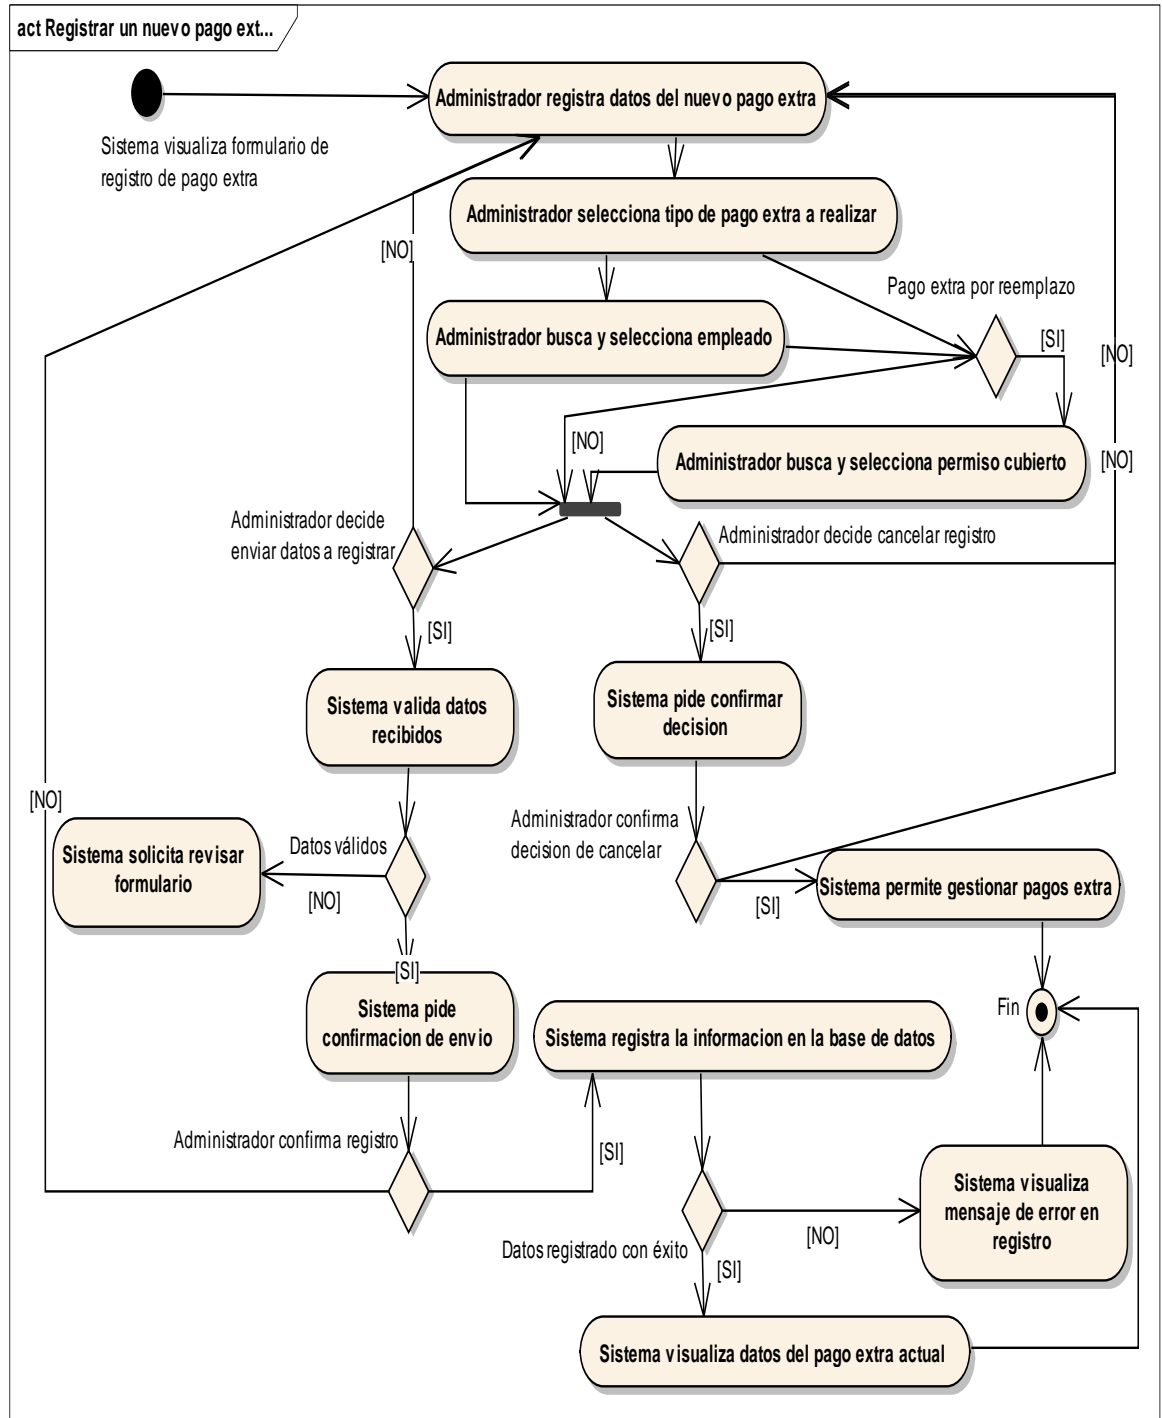 act Registrar un nuevo pago ext...
Administrador registra datos del nuevo pago extra
Sistema visualiza formulario de
registro de pago extra
Administrador selecciona tipo de pago extra a realizar
[NO]
Pago extra por reemplazo
Administrador busca y selecciona empleado
[SI]
[NO]
[NO]
Administrador busca y selecciona permiso cubierto
[NO]
Administrador decide
enviar datos a registrar
Administrador decide cancelar registro
[SI]
[SI]
Sistema valida datos
recibidos
Sistema pide confirmar
decision
[NO]
Administrador confirma
decision de cancelar
Datos válidos
Sistema solicita revisar
formulario
[NO]
Sistema permite gestionar pagos extra
[SI]
[SI]
Sistema pide
confirmacion de envio
Fin
Sistema registra la informacion en la base de datos
Administrador confirma registro
[SI]
Sistema visualiza
mensaje de error en
registro
[NO]
Datos registrado con éxito
[SI]
Sistema visualiza datos del pago extra actual